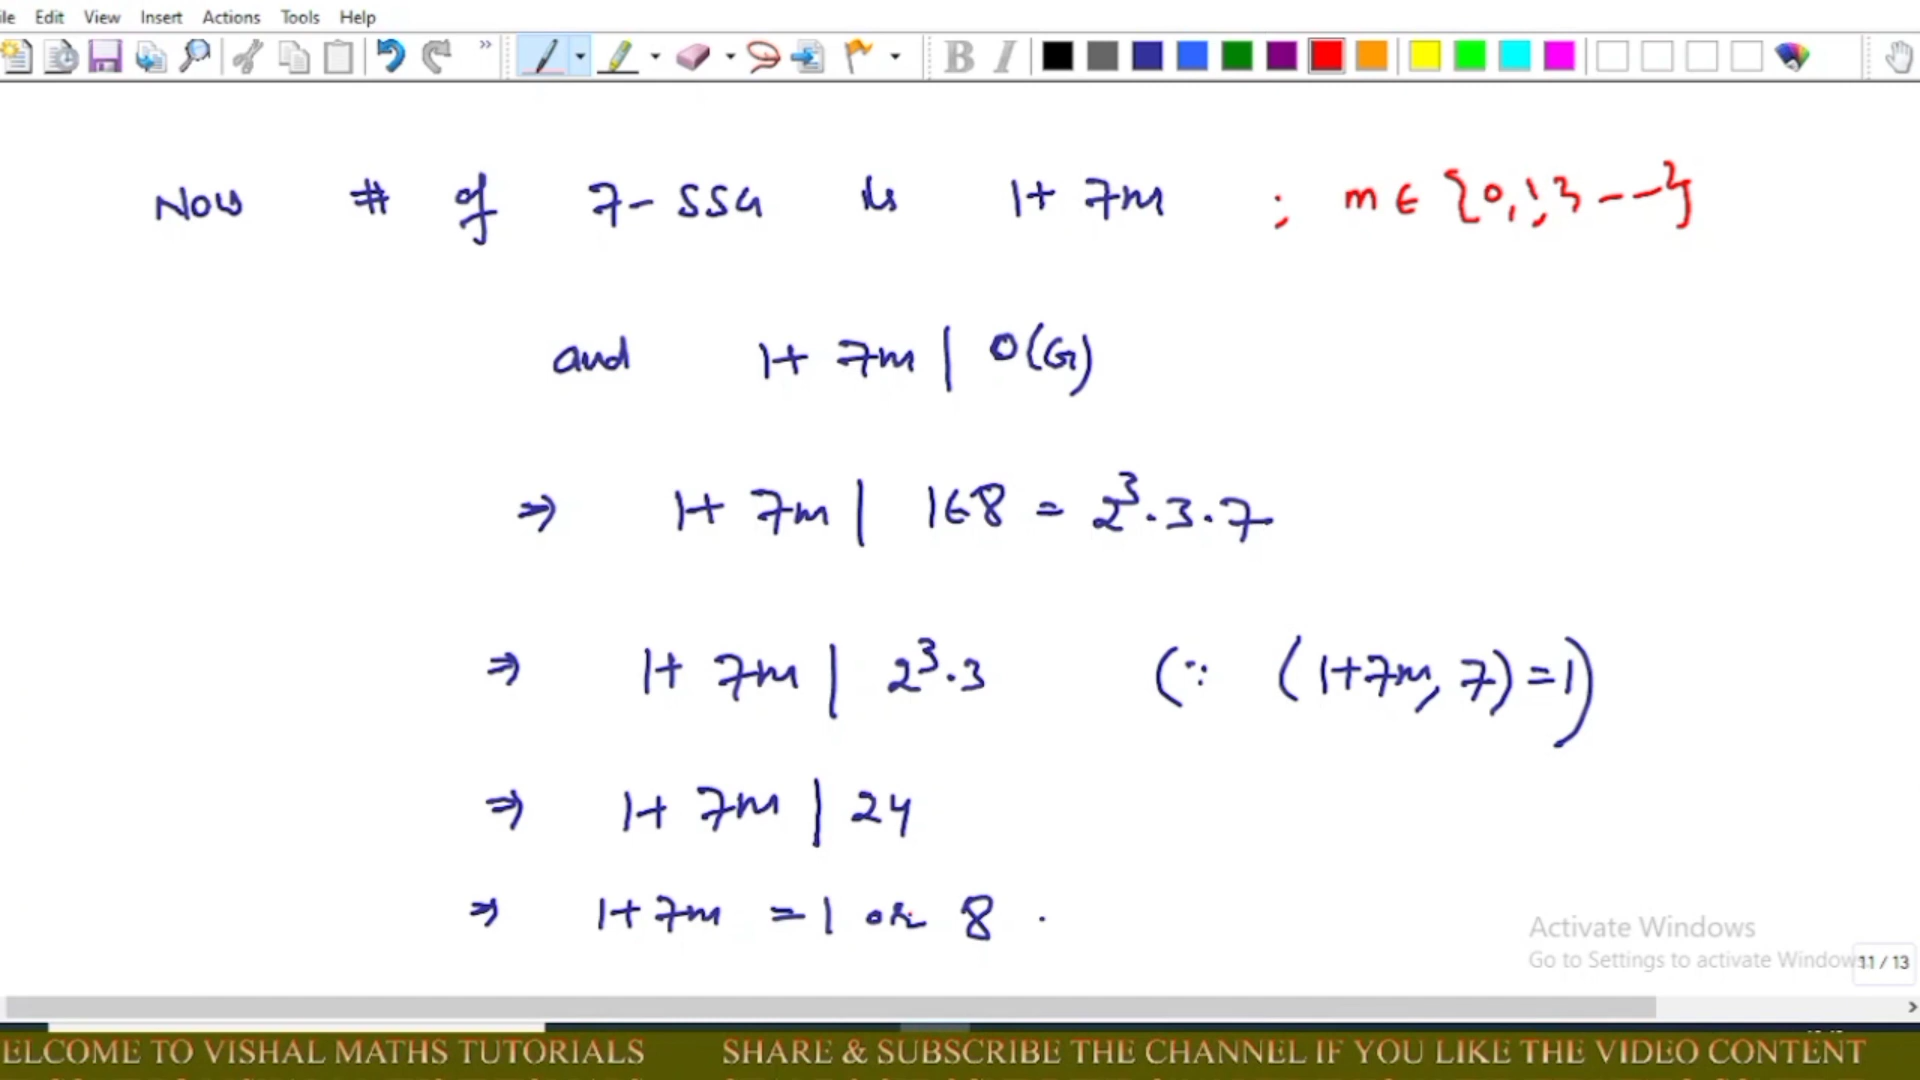 ile Edit View Insert Actions Tools Help
B I
Now # of 7-SSG is 1+7m ; m ∈ {0,1,3---}
and 1+7m | O(G)
⇒ 1+7m | 168 = 2³·3·7
⇒ 1+7m | 2³·3 (∵ (1+7m, 7)=1)
⇒ 1+7m | 24
⇒ 1+7m = 1 or 8 .
Activate Windows
Go to Settings to activate Windows
11 / 13
ELCOME TO VISHAL MATHS TUTORIALS SHARE & SUBSCRIBE THE CHANNEL IF YOU LIKE THE VIDEO CONTENT